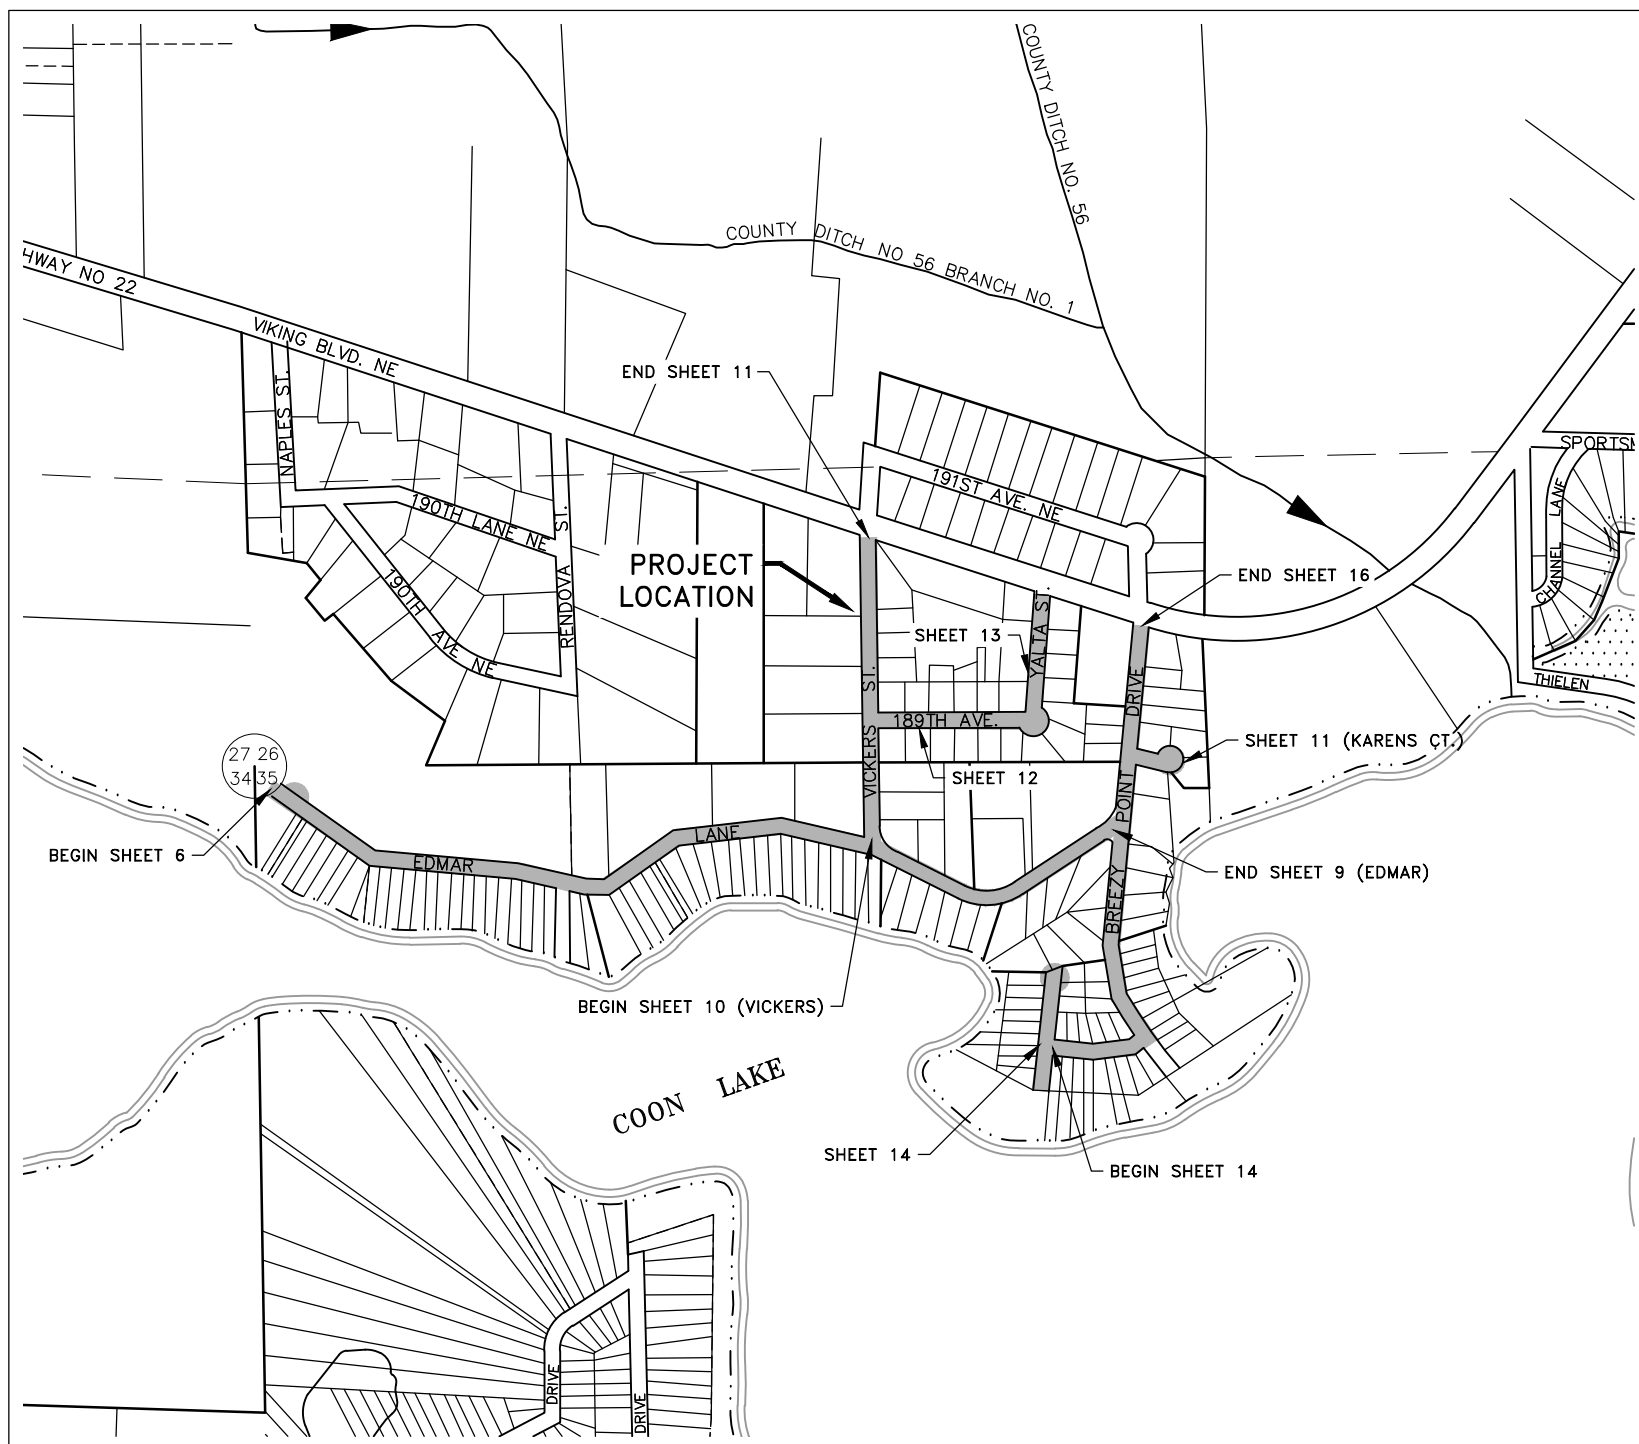 COUNTY DITCH NO. 56
COUNTY DITCH NO 56 BRANCH NO. 1
HWAY NO 22
VIKING BLVD. NE
END SHEET 11
NAPLES ST.
SPORTSM
191ST AVE. NE
190TH LANE NE
CHANNEL LANE
PROJECT
LOCATION
END SHEET 16
190TH AVE NE
RENDOVA ST.
SHEET 13
YALTA ST.
THIELEN
189TH AVE.
SHEET 11 (KARENS CT.)
27 26
34 35
SHEET 12
VICKERS ST.
BREEZY POINT DRIVE
BEGIN SHEET 6
EDMAR LANE
END SHEET 9 (EDMAR)
BEGIN SHEET 10 (VICKERS)
COON LAKE
SHEET 14
BEGIN SHEET 14
DRIVE
DRIVE